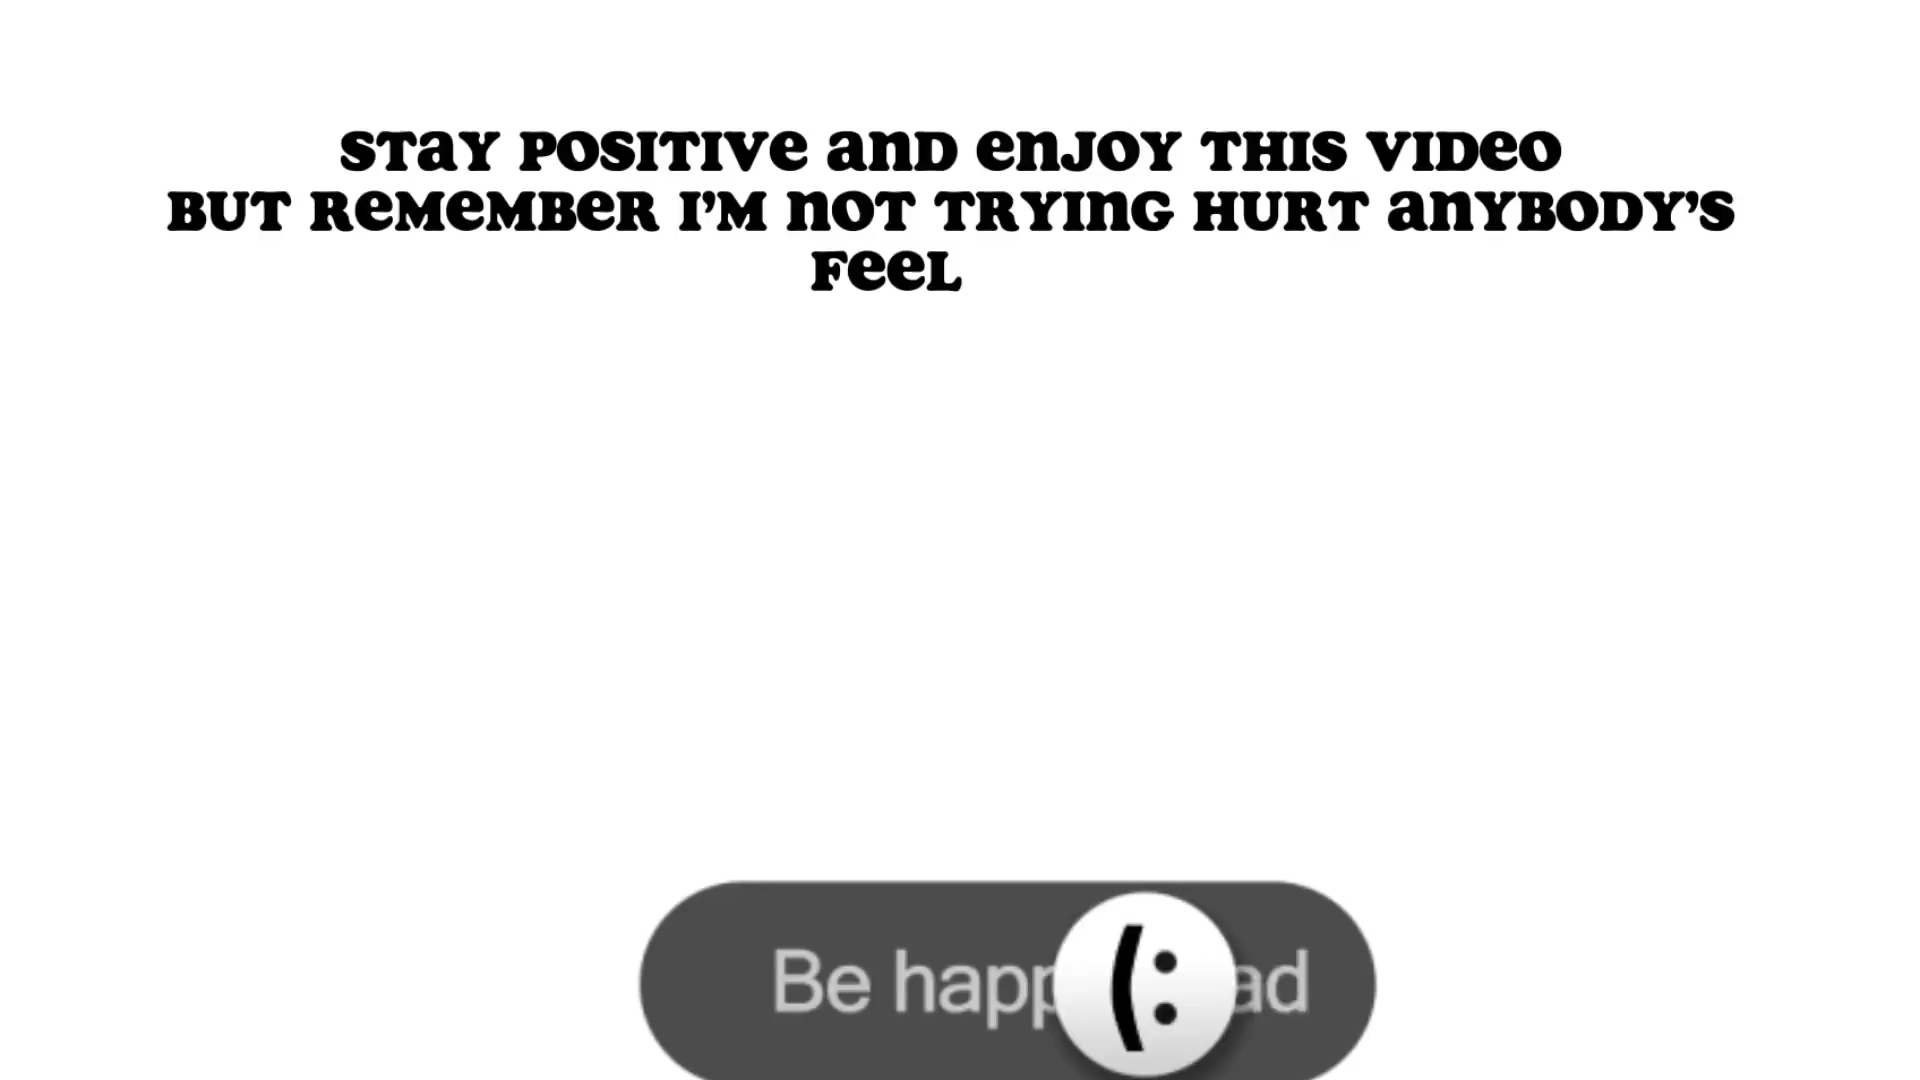 STAY POSITIVE AND ENJOY THIS VIDEO
BUT REMEMBER I'M NOT TRYING HURT ANYBODY'S
FEEL
Be happ (: ad